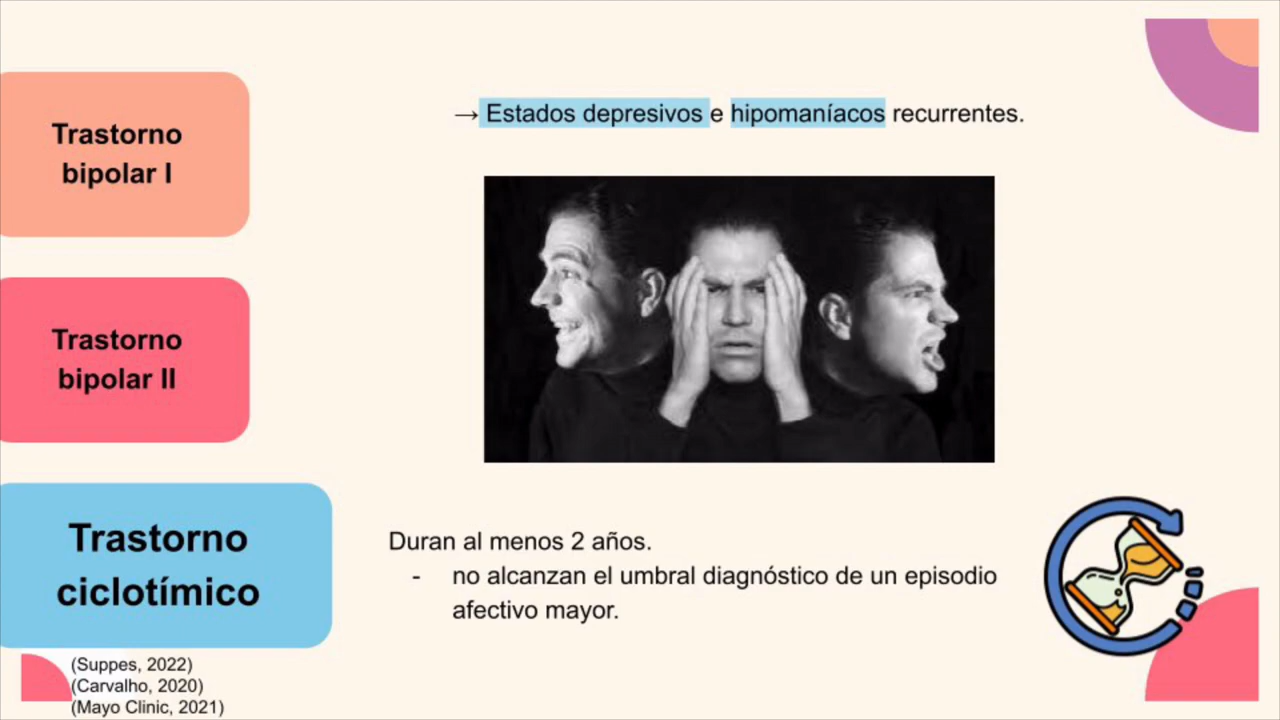 Trastorno
bipolar I
→ Estados depresivos e hipomaníacos recurrentes.
Trastorno
bipolar II
Trastorno
ciclotímico
Duran al menos 2 años.
- no alcanzan el umbral diagnóstico de un episodio
afectivo mayor.
(Suppes, 2022)
(Carvalho, 2020)
(Mayo Clinic, 2021)